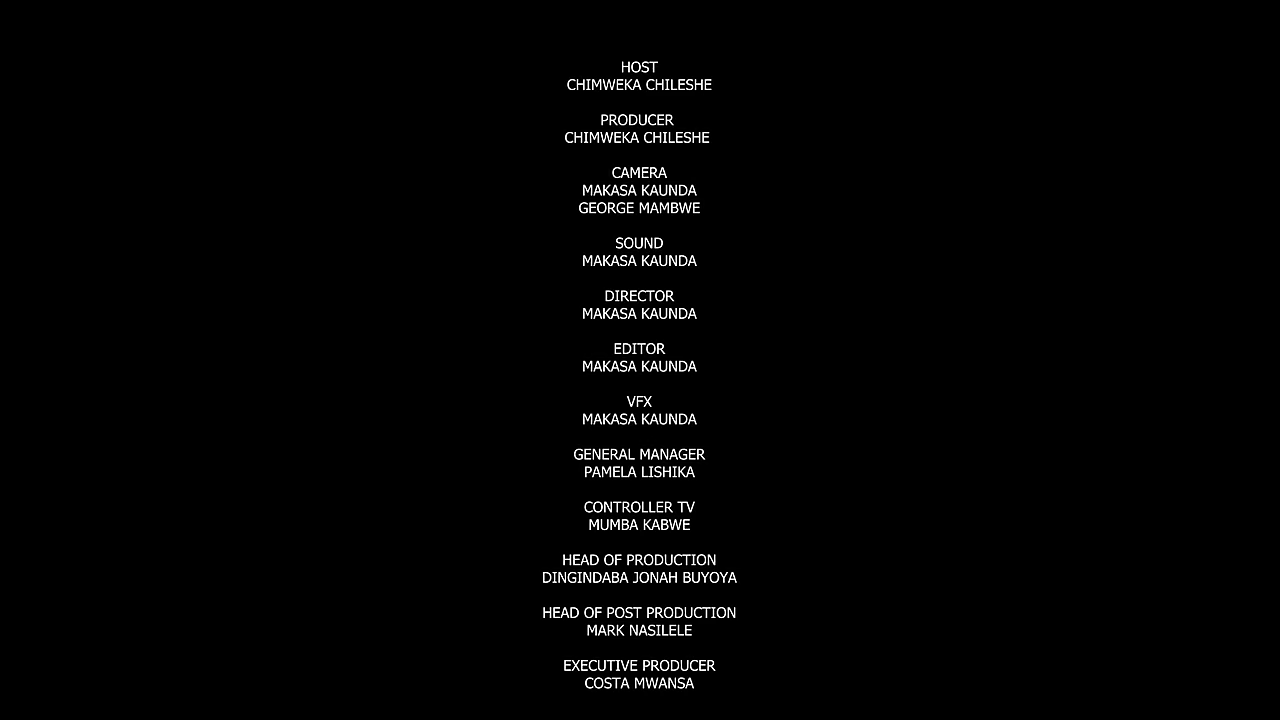 HOST
CHIMWEKA CHILESHE
PRODUCER
CHIMWEKA CHILESHE
CAMERA
MAKASA KAUNDA
GEORGE MAMBWE
SOUND
MAKASA KAUNDA
DIRECTOR
MAKASA KAUNDA
EDITOR
MAKASA KAUNDA
VFX
MAKASA KAUNDA
GENERAL MANAGER
PAMELA LISHIKA
CONTROLLER TV
MUMBA KABWE
HEAD OF PRODUCTION
DINGINDABA JONAH BUYOYA
HEAD OF POST PRODUCTION
MARK NASILELE
EXECUTIVE PRODUCER
COSTA MWANSA